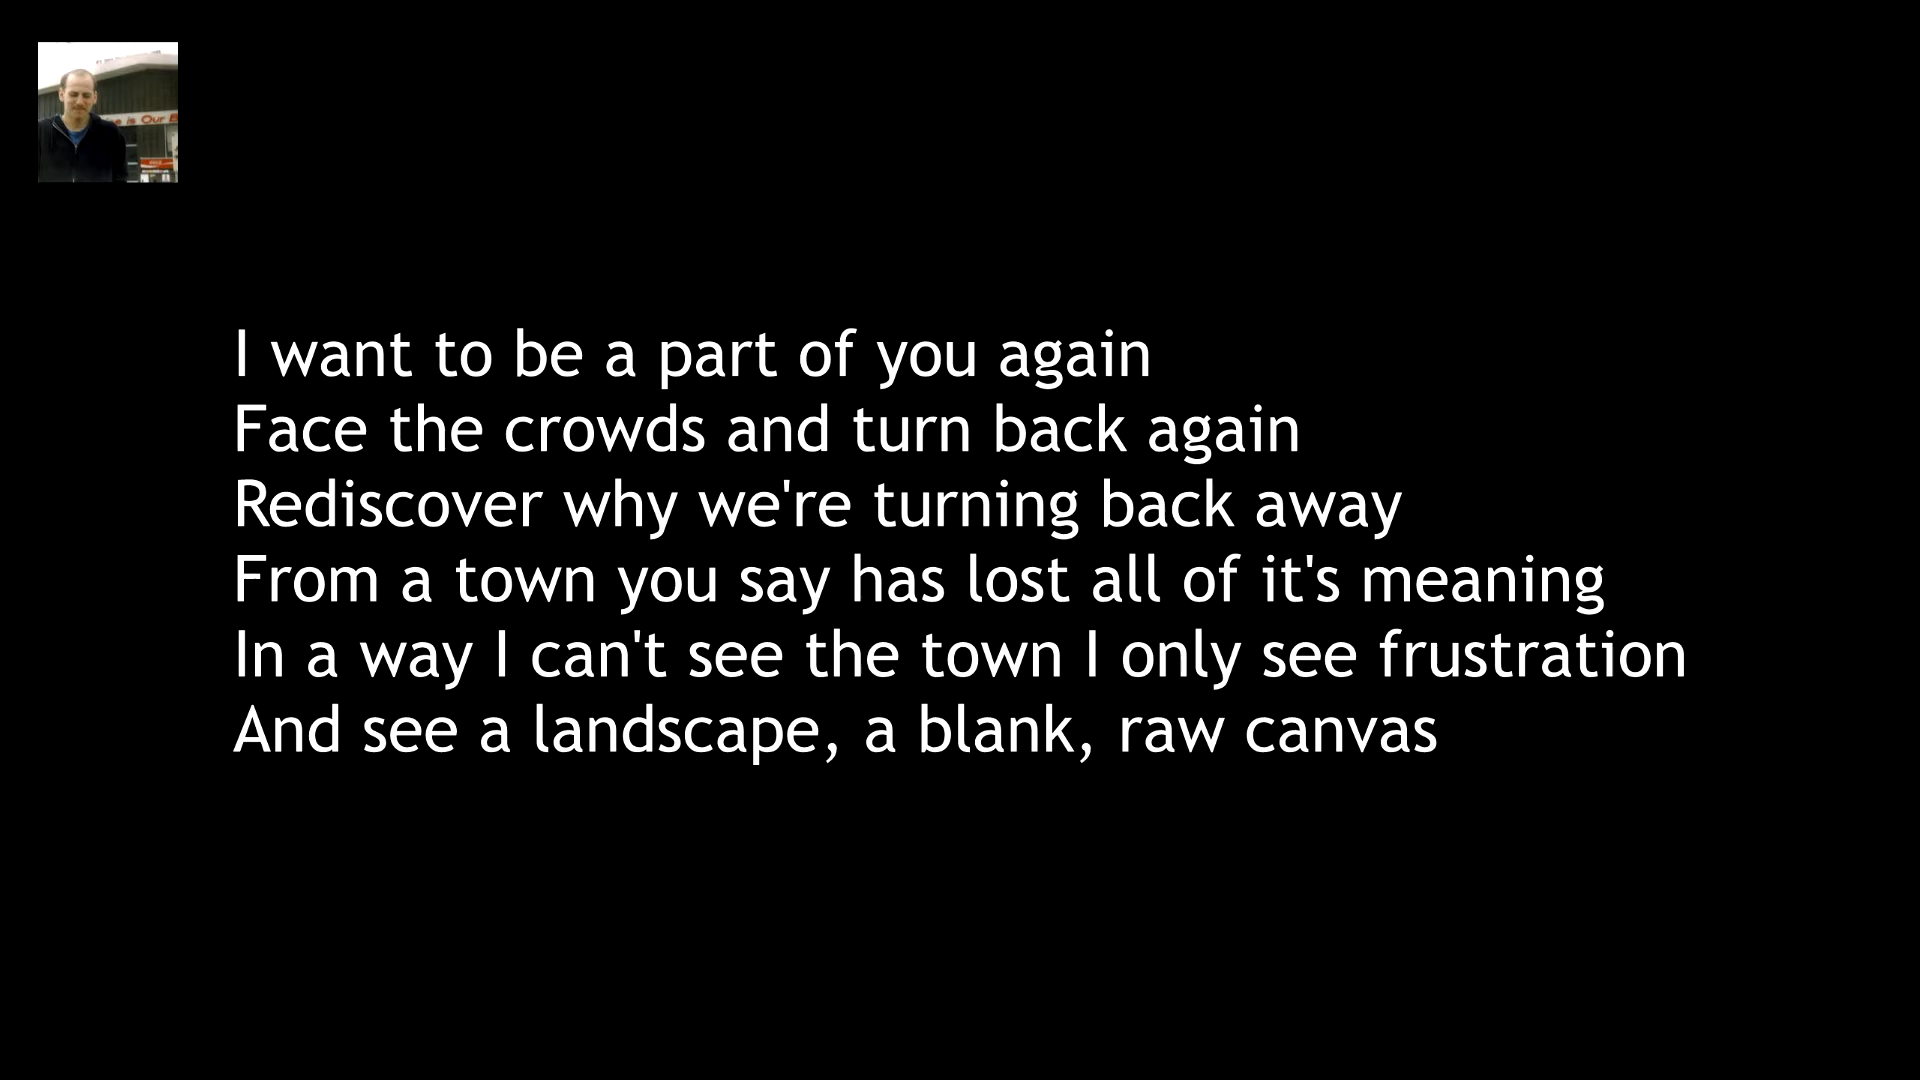 e is Our B
I want to be a part of you again
Face the crowds and turn back again
Rediscover why we're turning back away
From a town you say has lost all of it's meaning
In a way I can't see the town I only see frustration
And see a landscape, a blank, raw canvas